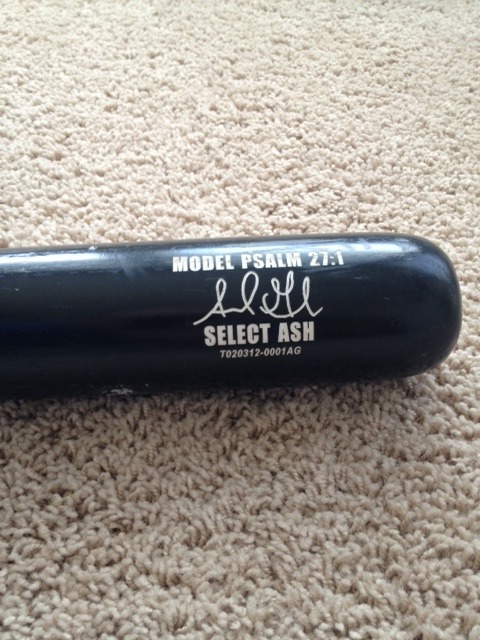 MODEL PSALM 27:1
SELECT ASH
T020312-0001AG